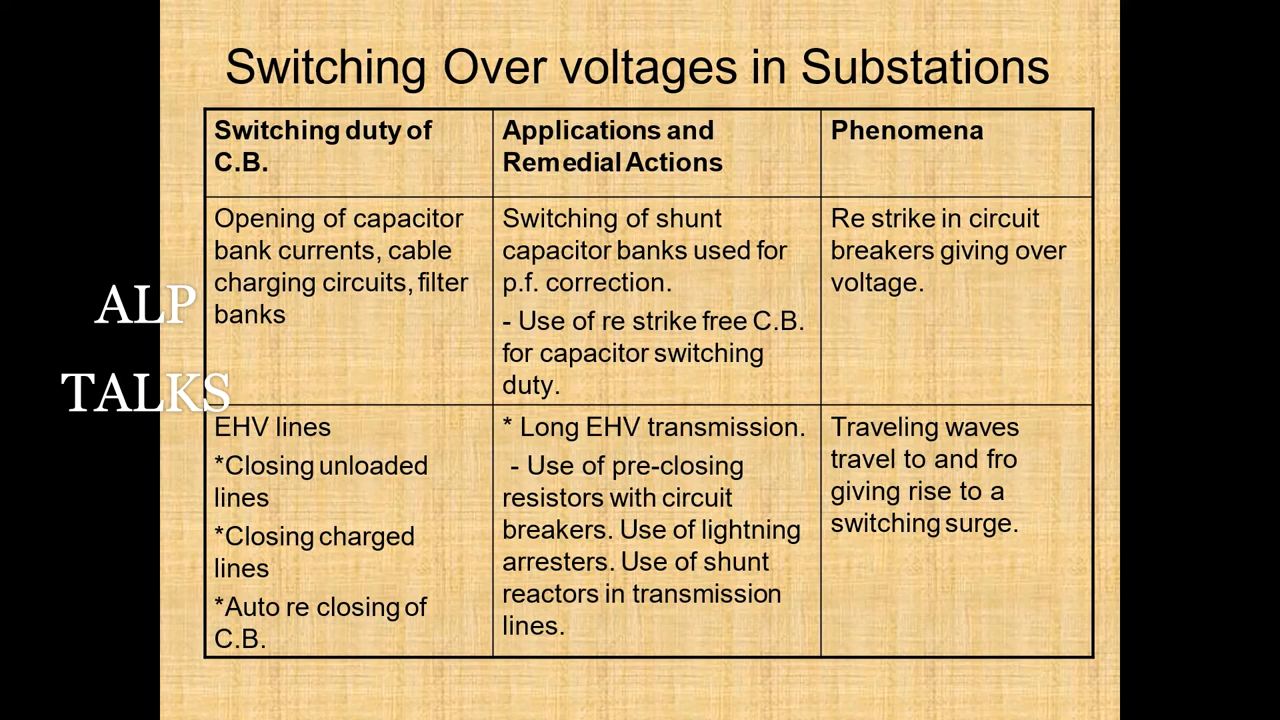 Switching Over voltages in Substations
Switching duty of
C.B.
Applications and
Remedial Actions
Phenomena
Opening of capacitor
bank currents, cable
charging circuits, filter
banks
Switching of shunt
capacitor banks used for
p.f. correction.
- Use of re strike free C.B.
for capacitor switching
duty.
Re strike in circuit
breakers giving over
voltage.
ALP
TALKS
EHV lines
*Closing unloaded
lines
*Closing charged
lines
*Auto re closing of
C.B.
* Long EHV transmission.
- Use of pre-closing
resistors with circuit
breakers. Use of lightning
arresters. Use of shunt
reactors in transmission
lines.
Traveling waves
travel to and fro
giving rise to a
switching surge.